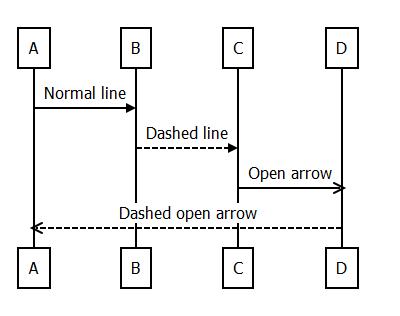 A B C D
Normal line
Dashed line
Open arrow
Dashed open arrow
A B C D